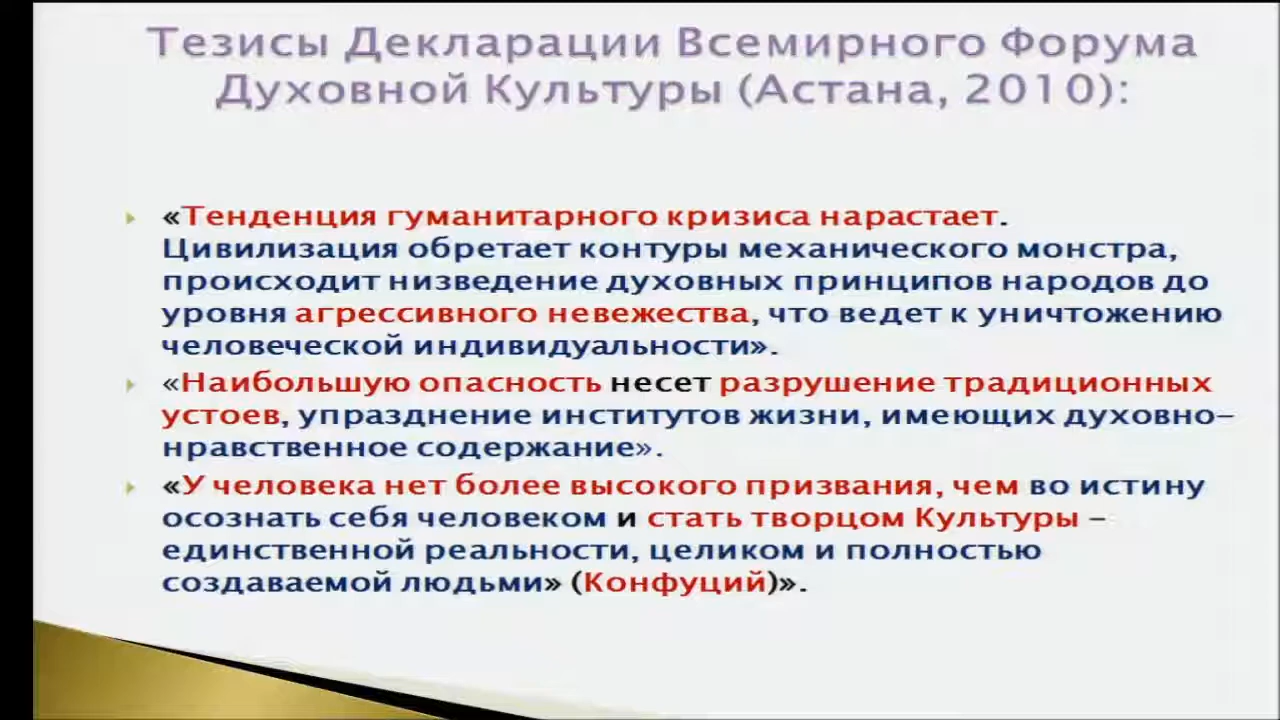 Тезисы Декларации Всемирного Форума
Духовной Культуры (Астана, 2010):
«Тенденция гуманитарного кризиса нарастает.
Цивилизация обретает контуры механического монстра,
происходит низведение духовных принципов народов до
уровня агрессивного невежества, что ведет к уничтожению
человеческой индивидуальности».
«Наибольшую опасность несет разрушение традиционных
устоев, упразднение институтов жизни, имеющих духовно-
нравственное содержание».
«У человека нет более высокого призвания, чем во истину
осознать себя человеком и стать творцом Культуры –
единственной реальности, целиком и полностью
создаваемой людьми» (Конфуций)».